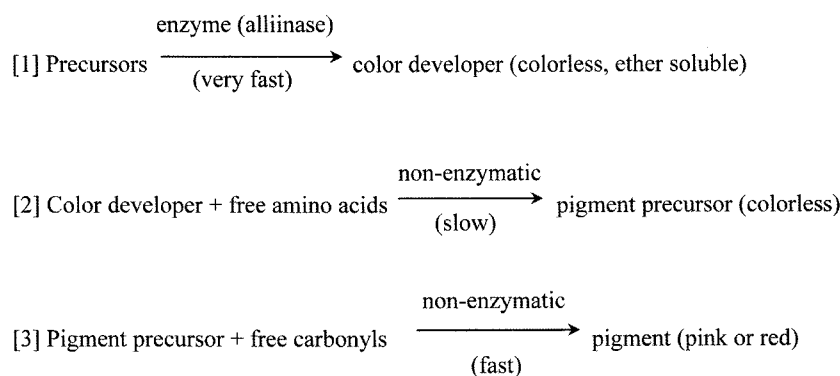 enzyme (alliinase)
[1] Precursors
color developer (colorless, ether soluble)
(very fast)
non-enzymatic
[2] Color developer + free amino acids
pigment precursor (colorless)
(slow)
non-enzymatic
[3] Pigment precursor + free carbonyls
pigment (pink or red)
(fast)